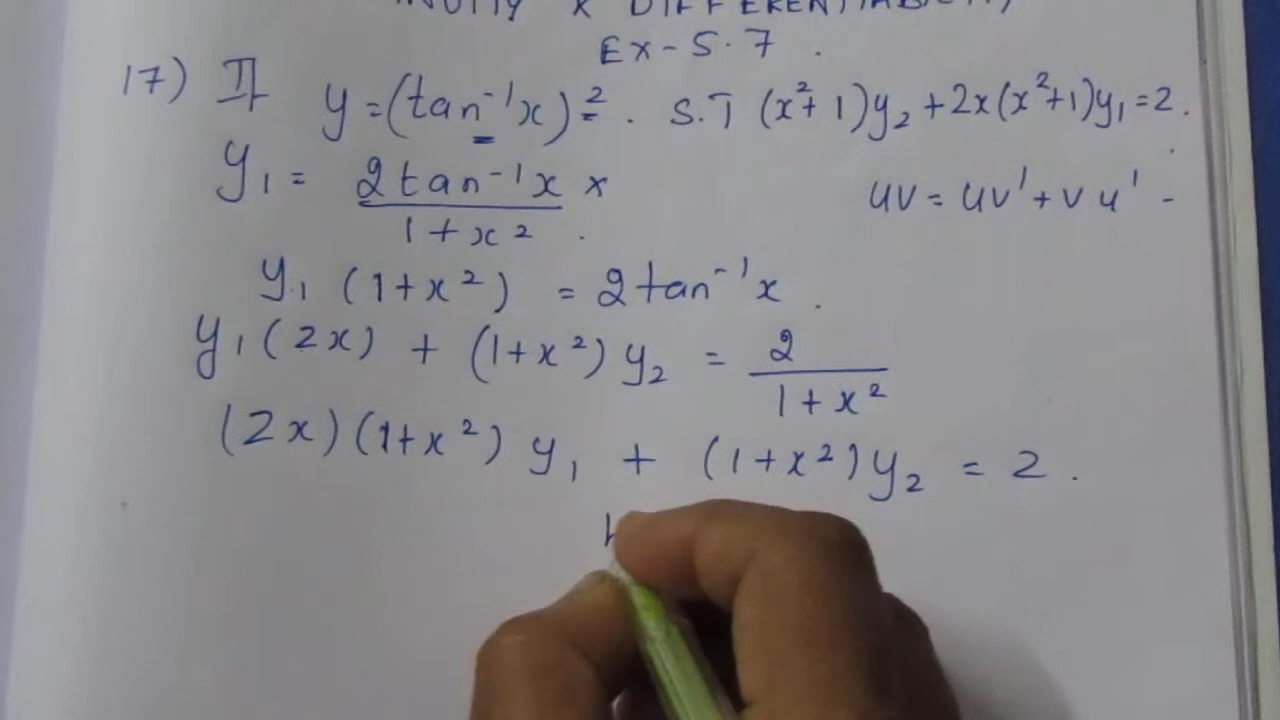 & DIFFERENTIABILITY
Ex-5.7.
17) If y=(tan⁻¹x)². S.T (x²+1)y₂+2x(x²+1)y₁=2.
y₁ = 2tan⁻¹x / 1+x² ×
uv = uv'+vu'-
y₁(1+x²) = 2tan⁻¹x.
y₁(2x) + (1+x²)y₂ = 2 / 1+x²
(2x)(1+x²)y₁ + (1+x²)y₂ = 2.